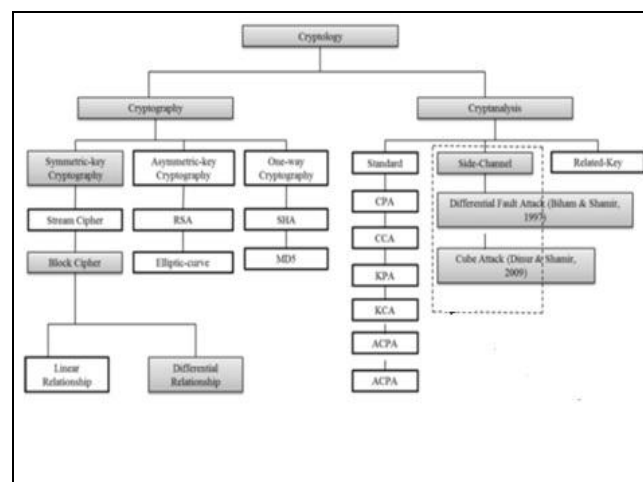 Cryptology
Cryptography
Cryptanalysis
Symmetric-key
Cryptography
Asymmetric-key
Cryptography
One-way
Cryptography
Standard
Side-Channel
Related-Key
Stream Cipher
RSA
SHA
CPA
Differential Fault Attack (Biham & Shamir,
1997)
Block Cipher
Elliptic-curve
MD5
CCA
Cube Attack (Dinur & Shamir,
2009)
KPA
KCA
ACPA
ACPA
Linear
Relationship
Differential
Relationship